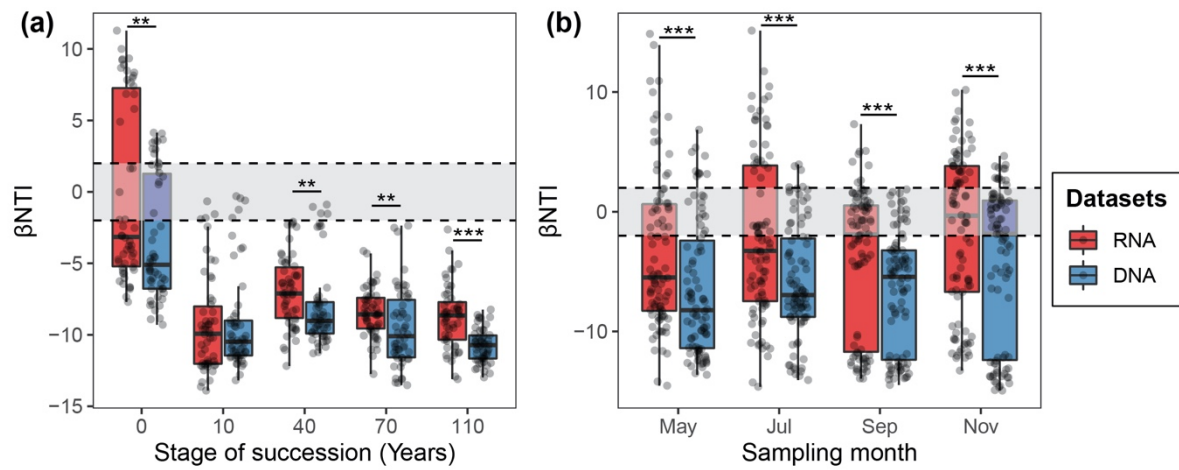 (a)
**
**
**
***
10
5
0
−5
−10
−15
βNTI
0
10
40
70
110
Stage of succession (Years)
(b)
***
***
***
***
10
0
−10
βNTI
May
Jul
Sep
Nov
Sampling month
Datasets
RNA
DNA